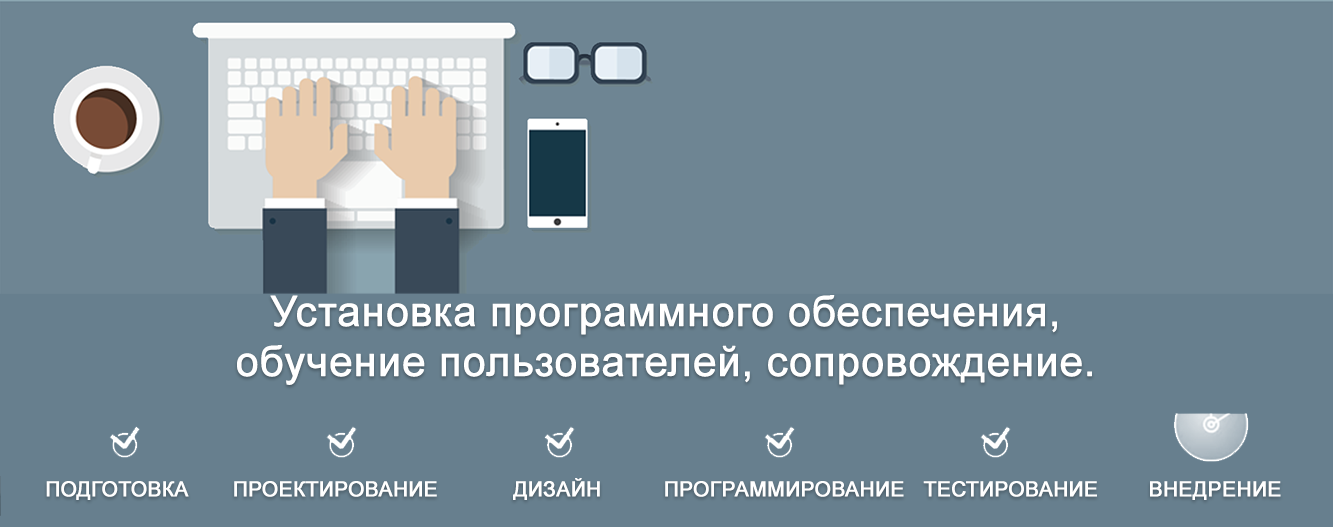 Установка программного обеспечения,
обучение пользователей, сопровождение.
ПОДГОТОВКА ПРОЕКТИРОВАНИЕ ДИЗАЙН ПРОГРАММИРОВАНИЕ ТЕСТИРОВАНИЕ ВНЕДРЕНИЕ